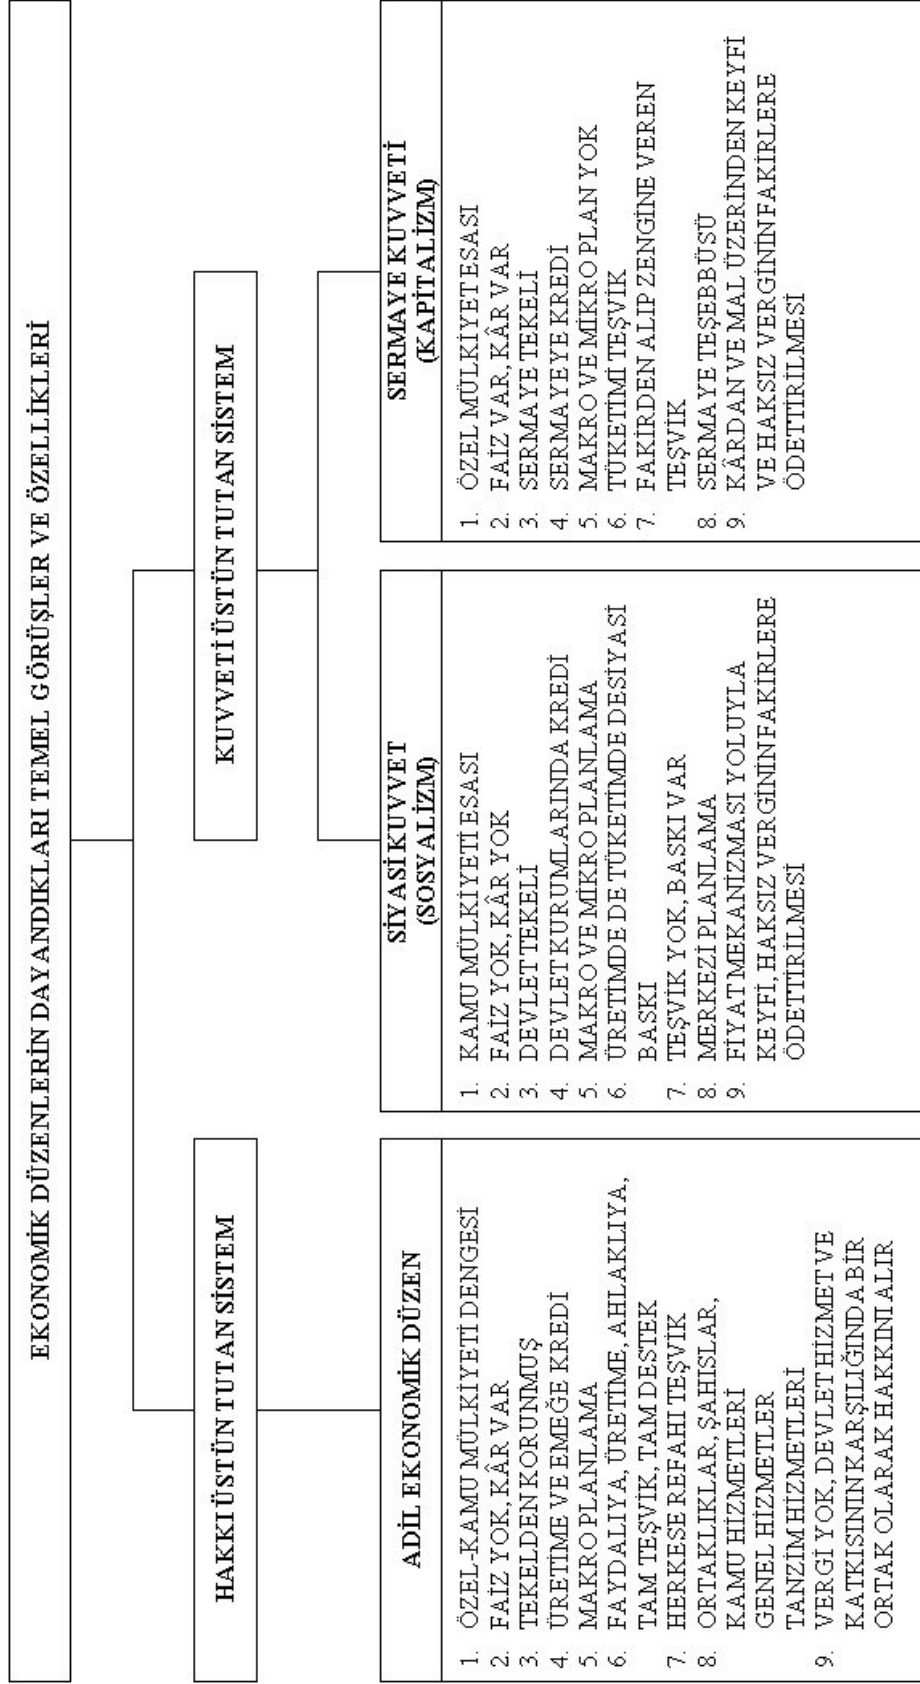 EKONOMİK DÜZENLERİN DAYANDIKLARI TEMEL GÖRÜŞLER VE ÖZELLİKLERİ
HAKKI ÜSTÜN TUTAN SİSTEM
KUVVETİ ÜSTÜN TUTAN SİSTEM
ADİL EKONOMİK DÜZEN
1. ÖZEL-KAMU MÜLKİYETİ DENGESİ
2. FAİZ YOK, KÂR VAR
3. TEKELDEN KORUNMUŞ
4. ÜRETİME VE EMEĞE KREDİ
5. MAKRO PLANLAMA
6. FAYDALIYA, ÜRETİME, AHLAKLIYA,
TAM TEŞVİK, TAM DESTEK
7. HERKESE REFAHI TEŞVİK
8. ORTAKLIKLAR, ŞAHISLAR,
KAMU HİZMETLERİ
GENEL HİZMETLER
TANZİM HİZMETLERİ
9. VERGİ YOK, DEVLET HİZMET VE
KATKISININ KARŞILIĞINDA BİR
ORTAK OLARAK HAKKINI ALIR
SİYASİ KUVVET
(SOSYALİZM)
1. KAMU MÜLKİYETİ ESASI
2. FAİZ YOK, KÂR YOK
3. DEVLET TEKELİ
4. DEVLET KURUMLARINDA KREDİ
5. MAKRO VE MİKRO PLANLAMA
6. ÜRETİMDE DE TÜKETİMDE DE SİYASİ
BASKI
7. TEŞVİK YOK, BASKI VAR
8. MERKEZİ PLANLAMA
9. FİYAT MEKANİZMASI YOLUYLA
KEYFİ, HAKSIZ VERGİNİN FAKİRLERE
ÖDETTİRİLMESİ
SERMAYE KUVVETİ
(KAPİTALİZM)
1. ÖZEL MÜLKİYET ESASI
2. FAİZ VAR, KÂR VAR
3. SERMAYE TEKELİ
4. SERMAYEYE KREDİ
5. MAKRO VE MİKRO PLAN YOK
6. TÜKETİMİ TEŞVİK
7. FAKİRDEN ALIP ZENGİNE VEREN
TEŞVİK
8. SERMAYE TEŞEBBÜSÜ
9. KÂRDAN VE MAL ÜZERİNDEN KEYFİ
VE HAKSIZ VERGİNİN FAKİRLERE
ÖDETTİRİLMESİ